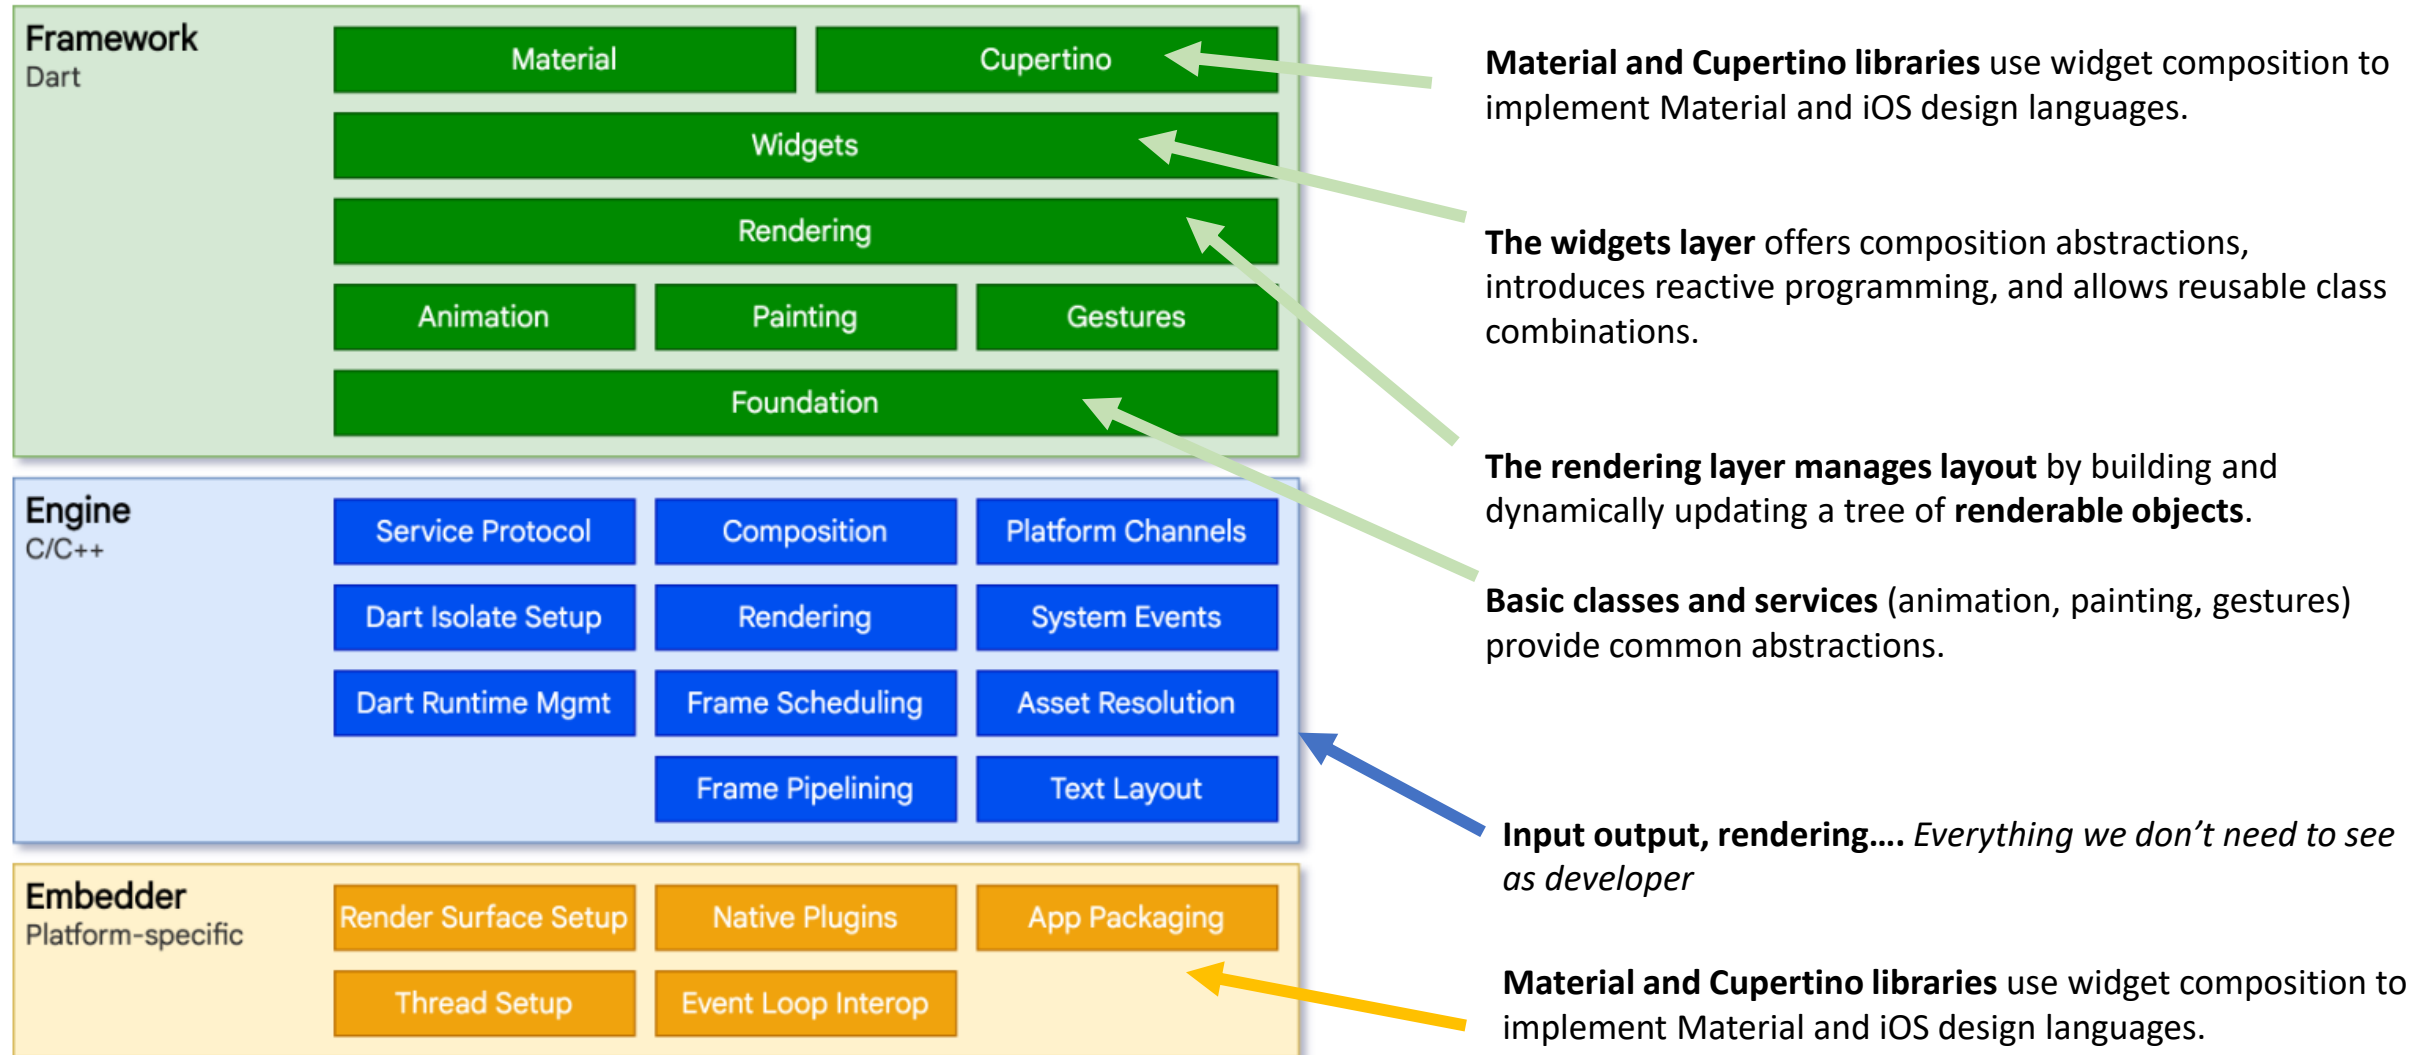 Framework
Dart
Material
Cupertino
Widgets
Rendering
Animation
Painting
Gestures
Foundation
Material and Cupertino libraries use widget composition to
implement Material and iOS design languages.
The widgets layer offers composition abstractions,
introduces reactive programming, and allows reusable class
combinations.
The rendering layer manages layout by building and
dynamically updating a tree of renderable objects.
Basic classes and services (animation, painting, gestures)
provide common abstractions.
Engine
C/C++
Service Protocol
Composition
Platform Channels
Dart Isolate Setup
Rendering
System Events
Dart Runtime Mgmt
Frame Scheduling
Asset Resolution
Frame Pipelining
Text Layout
Input output, rendering…. Everything we don’t need to see
as developer
Embedder
Platform-specific
Render Surface Setup
Native Plugins
App Packaging
Thread Setup
Event Loop Interop
Material and Cupertino libraries use widget composition to
implement Material and iOS design languages.